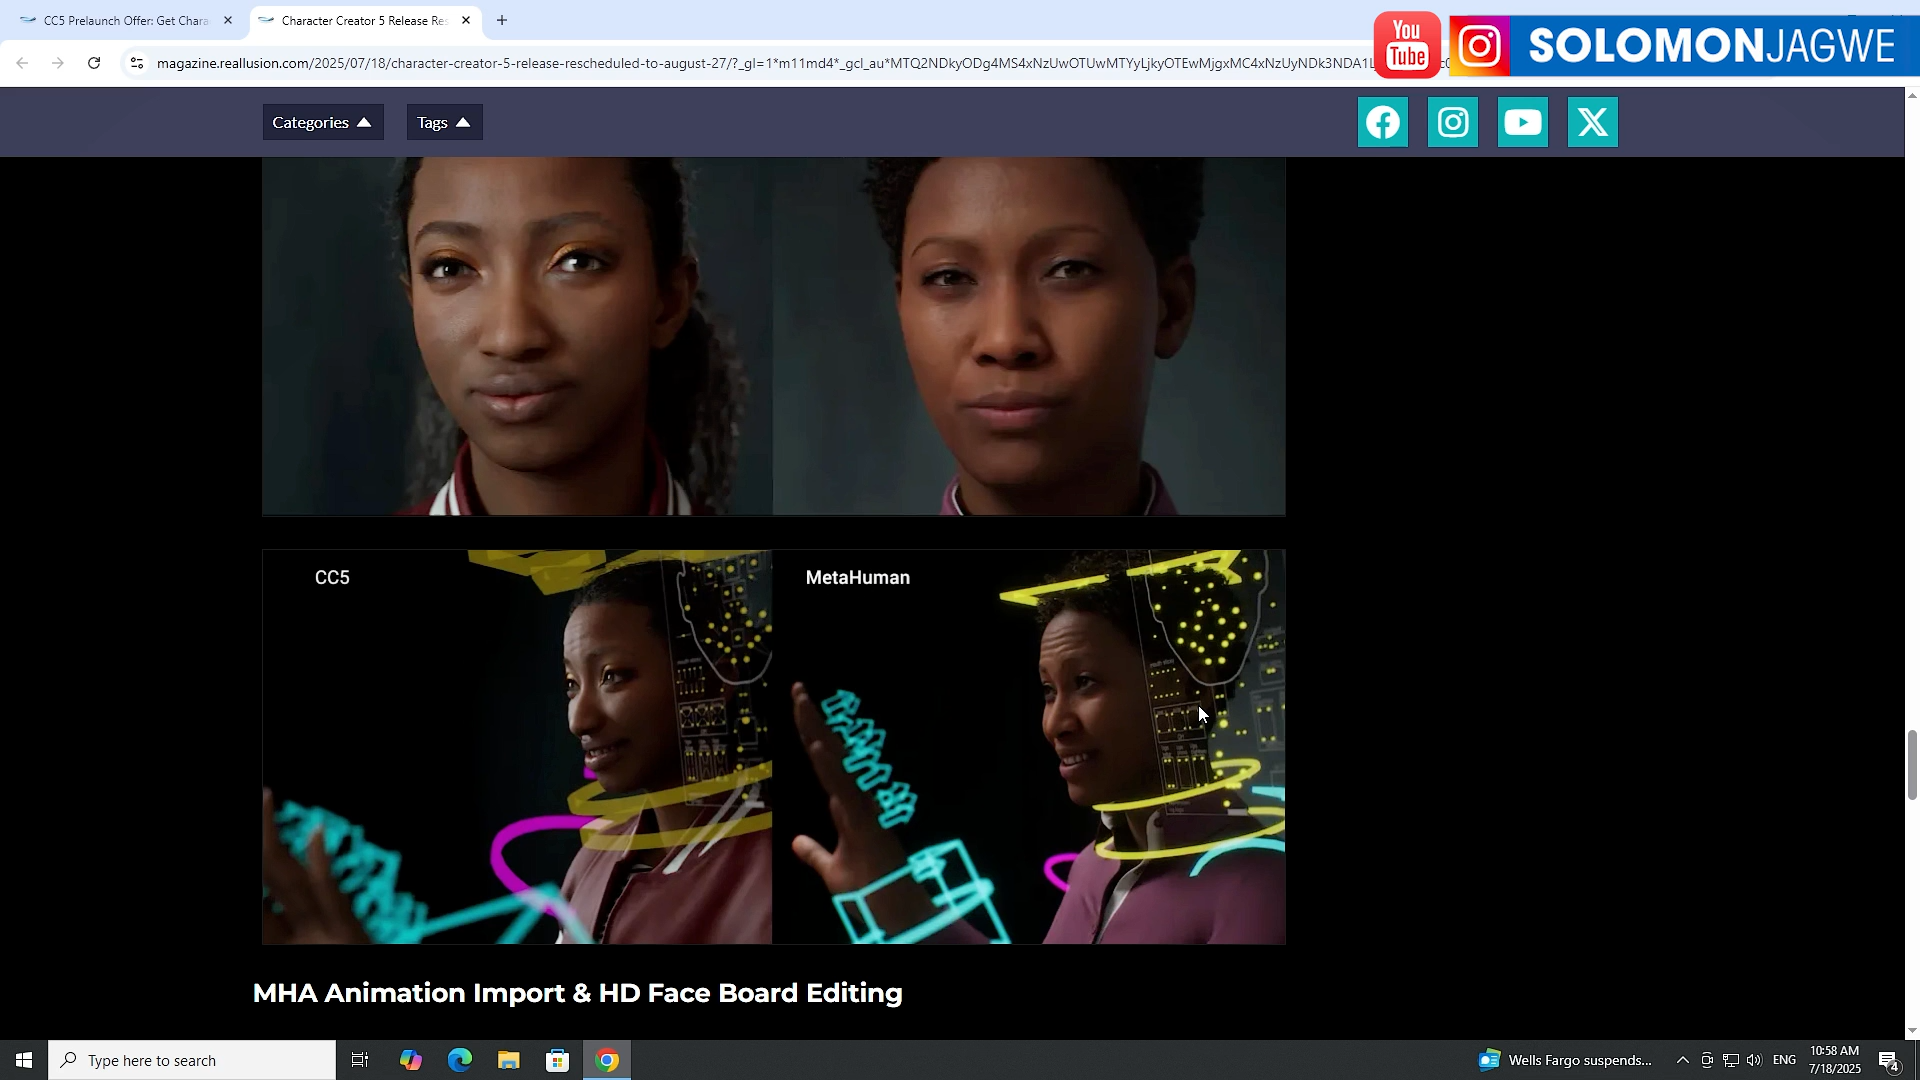 CC5 Prelaunch Offer: Get Chara
Character Creator 5 Release Re
You
Tube
SOLOMONJAGWE
magazine.reallusion.com/2025/07/18/character-creator-5-release-rescheduled-to-august-27/?_gl=1*m11md4*_gcl_au*MTQ2NDkyODg4MS4xNzUwOTUwMTYyLjkyOTEwMjgxMC4xNzUyNDk3NDA1L
Categories
Tags
CC5
MetaHuman
MHA Animation Import & HD Face Board Editing
Type here to search
Wells Fargo suspends...
ENG
10:58 AM
7/18/2025
4